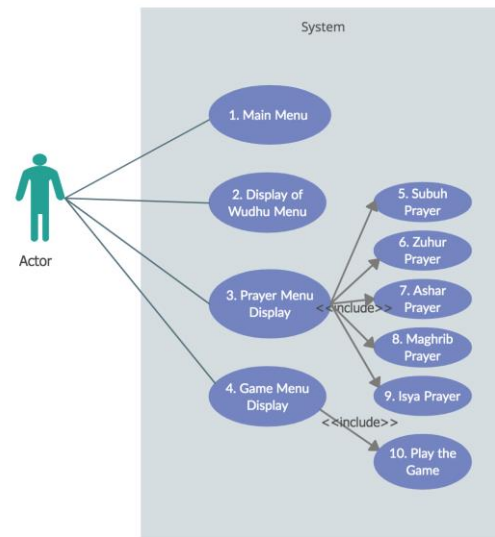 System
1. Main Menu
2. Display of
Wudhu Menu
3. Prayer Menu
Display
4. Game Menu
Display
Actor
5. Subuh
Prayer
6. Zuhur
Prayer
7. Ashar
Prayer
<<include>>
8. Maghrib
Prayer
9. Isya Prayer
<<include>>
10. Play the
Game